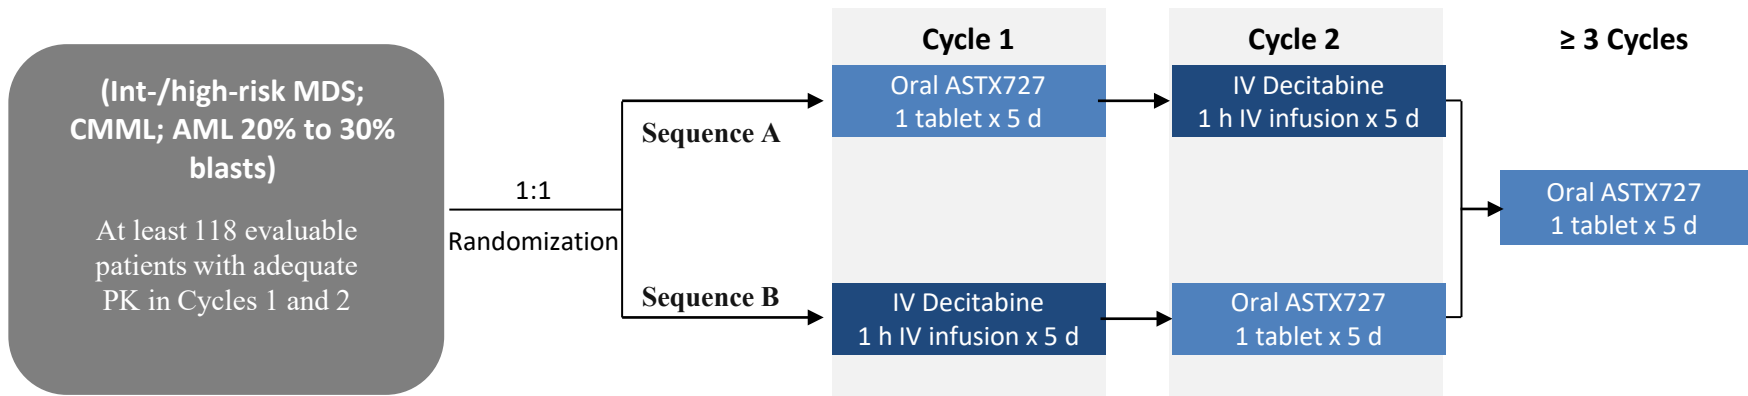 (Int-/high-risk MDS;
CMML; AML 20% to 30%
blasts)
At least 118 evaluable
patients with adequate
PK in Cycles 1 and 2
1:1
Randomization
Sequence A
Sequence B
Cycle 1
Oral ASTX727
1 tablet x 5 d
IV Decitabine
1 h IV infusion x 5 d
Cycle 2
IV Decitabine
1 h IV infusion x 5 d
Oral ASTX727
1 tablet x 5 d
≥ 3 Cycles
Oral ASTX727
1 tablet x 5 d